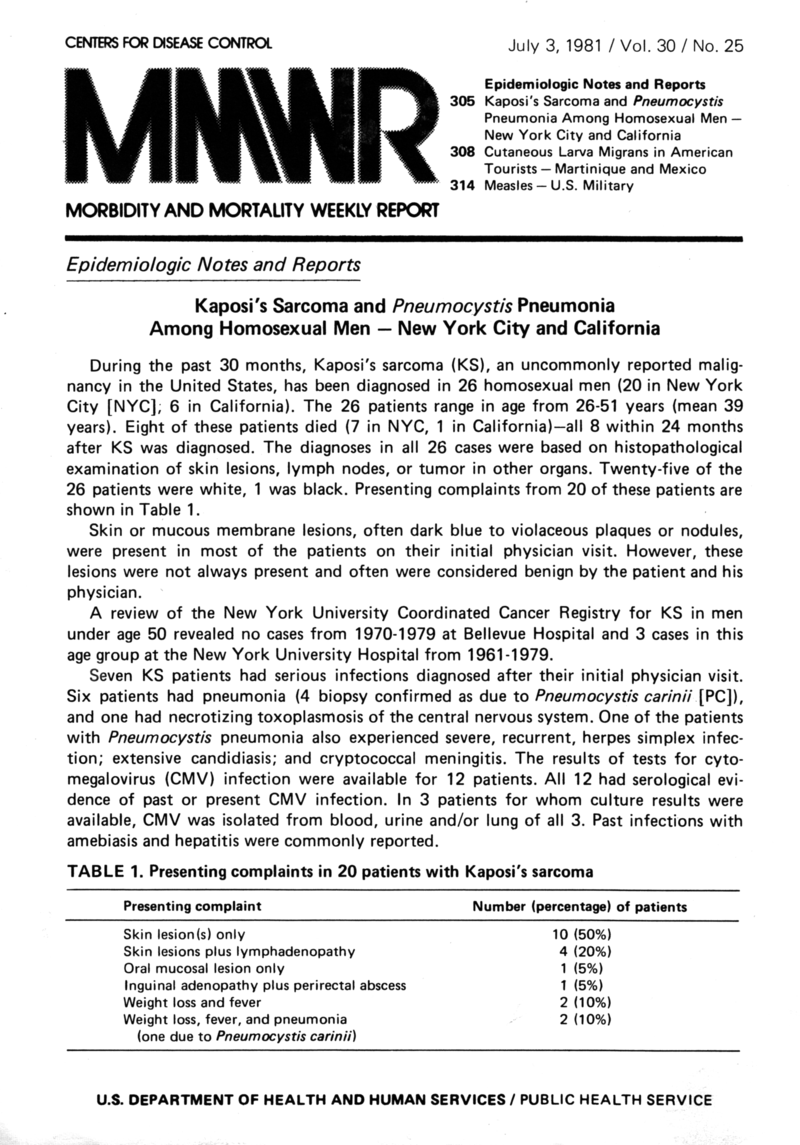 CENTERS FOR DISEASE CONTROL
July 3, 1981 / Vol. 30 / No. 25
MMWR
MORBIDITY AND MORTALITY WEEKLY REPORT
Epidemiologic Notes and Reports
305 Kaposi's Sarcoma and Pneumocystis
Pneumonia Among Homosexual Men —
New York City and California
308 Cutaneous Larva Migrans in American
Tourists — Martinique and Mexico
314 Measles — U.S. Military
Epidemiologic Notes and Reports
Kaposi's Sarcoma and Pneumocystis Pneumonia
Among Homosexual Men — New York City and California
During the past 30 months, Kaposi's sarcoma (KS), an uncommonly reported malig-
nancy in the United States, has been diagnosed in 26 homosexual men (20 in New York
City [NYC]; 6 in California). The 26 patients range in age from 26-51 years (mean 39
years). Eight of these patients died (7 in NYC, 1 in California)—all 8 within 24 months
after KS was diagnosed. The diagnoses in all 26 cases were based on histopathological
examination of skin lesions, lymph nodes, or tumor in other organs. Twenty-five of the
26 patients were white, 1 was black. Presenting complaints from 20 of these patients are
shown in Table 1.
Skin or mucous membrane lesions, often dark blue to violaceous plaques or nodules,
were present in most of the patients on their initial physician visit. However, these
lesions were not always present and often were considered benign by the patient and his
physician.
A review of the New York University Coordinated Cancer Registry for KS in men
under age 50 revealed no cases from 1970-1979 at Bellevue Hospital and 3 cases in this
age group at the New York University Hospital from 1961-1979.
Seven KS patients had serious infections diagnosed after their initial physician visit.
Six patients had pneumonia (4 biopsy confirmed as due to Pneumocystis carinii [PC]),
and one had necrotizing toxoplasmosis of the central nervous system. One of the patients
with Pneumocystis pneumonia also experienced severe, recurrent, herpes simplex infec-
tion; extensive candidiasis; and cryptococcal meningitis. The results of tests for cyto-
megalovirus (CMV) infection were available for 12 patients. All 12 had serological evi-
dence of past or present CMV infection. In 3 patients for whom culture results were
available, CMV was isolated from blood, urine and/or lung of all 3. Past infections with
amebiasis and hepatitis were commonly reported.
TABLE 1. Presenting complaints in 20 patients with Kaposi's sarcoma
Presenting complaint Number (percentage) of patients
Skin lesion(s) only 10 (50%)
Skin lesions plus lymphadenopathy 4 (20%)
Oral mucosal lesion only 1 (5%)
Inguinal adenopathy plus perirectal abscess 1 (5%)
Weight loss and fever 2 (10%)
Weight loss, fever, and pneumonia 2 (10%)
(one due to Pneumocystis carinii)
U.S. DEPARTMENT OF HEALTH AND HUMAN SERVICES / PUBLIC HEALTH SERVICE